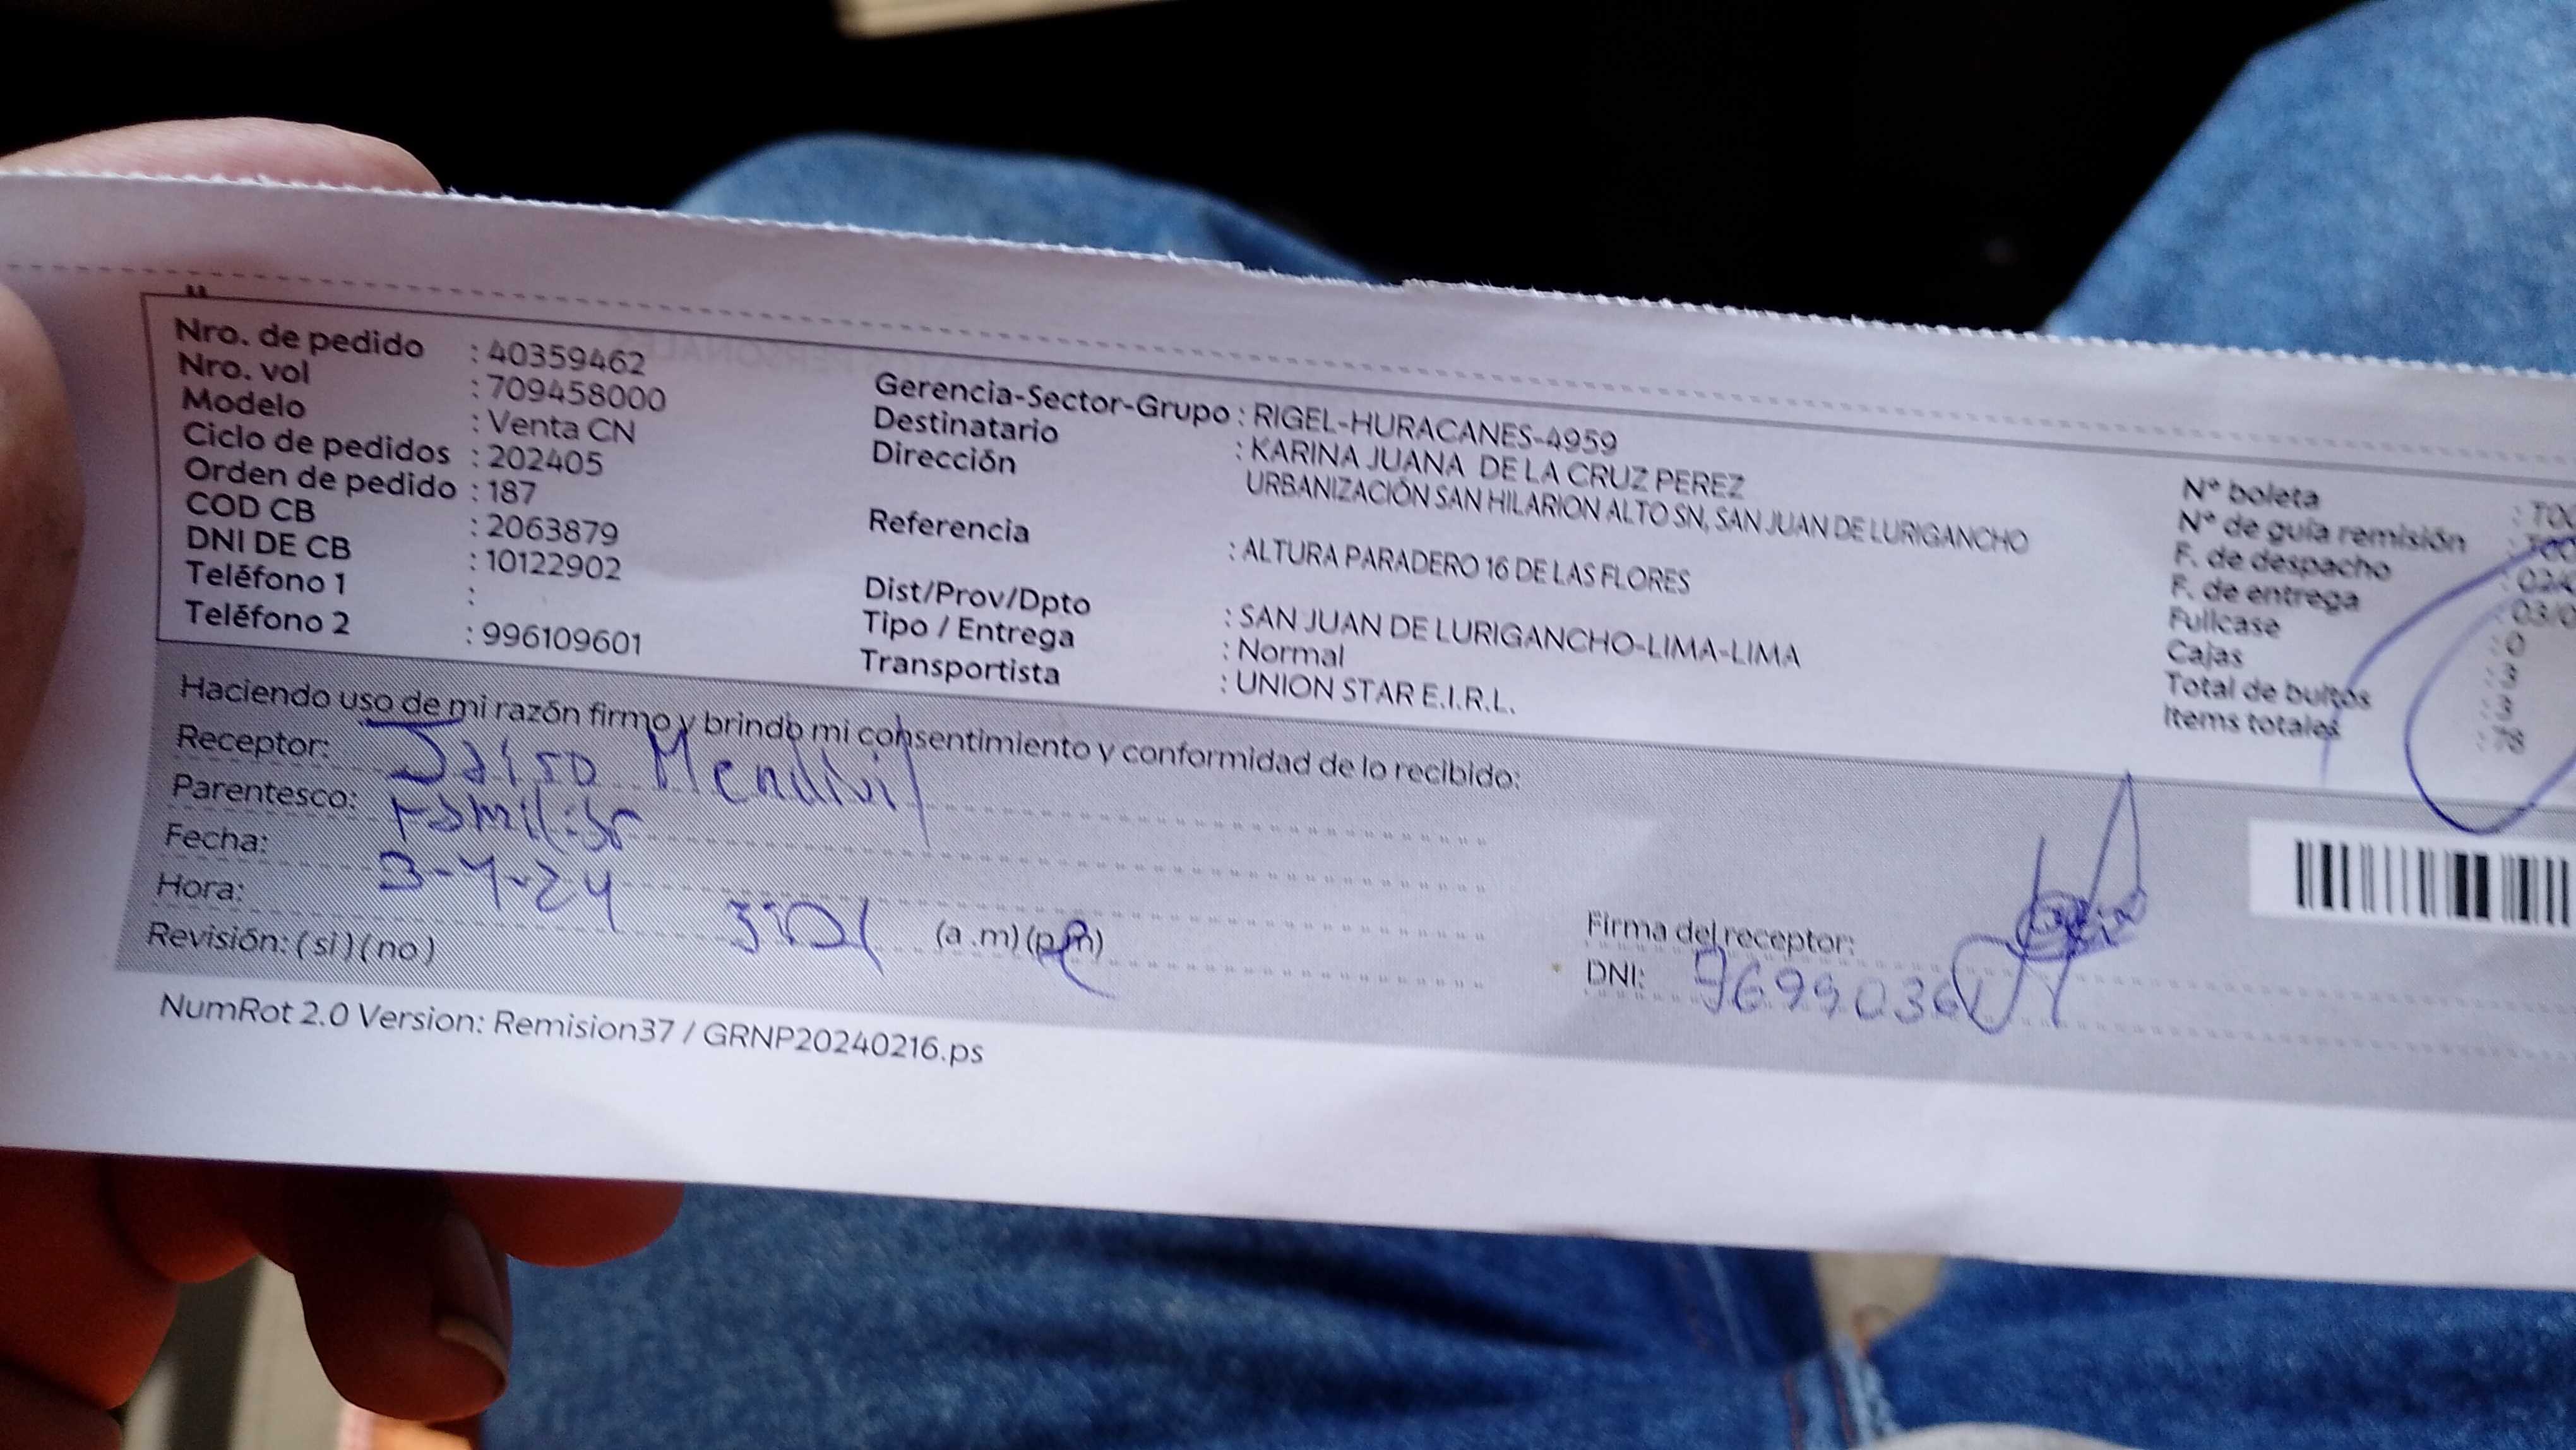 Nro. de pedido : 40359462
Nro. vol : 709458000
Modelo : Venta CN
Ciclo de pedidos : 202405
Orden de pedido : 187
COD CB : 2063879
DNI DE CB : 10122902
Teléfono 1 :
Teléfono 2 : 996109601
Gerencia-Sector-Grupo : RIGEL-HURACANES-4959
Destinatario : KARINA JUANA DE LA CRUZ PEREZ
Dirección URBANIZACIÓN SAN HILARION ALTO SN, SAN JUAN DE LURIGANCHO
Referencia : ALTURA PARADERO 16 DE LAS FLORES
Dist/Prov/Dpto : SAN JUAN DE LURIGANCHO-LIMA-LIMA
Tipo / Entrega : Normal
Transportista : UNION STAR E.I.R.L.
N° boleta
N° de guía remisión
F. de despacho
F. de entrega : 03/0
Fullcase : 0
Cajas : 3
Total de bultos : 3
Items totales : 78
Haciendo uso de mi razón firmo y brindo mi consentimiento y conformidad de lo recibido:
Receptor:
Parentesco: Familiar
Fecha: 3-4-24
Hora: (a .m) (p.m)
Revisión: ( si ) ( no )
Firma del receptor:
DNI:
NumRot 2.0 Version: Remision37 / GRNP20240216.ps